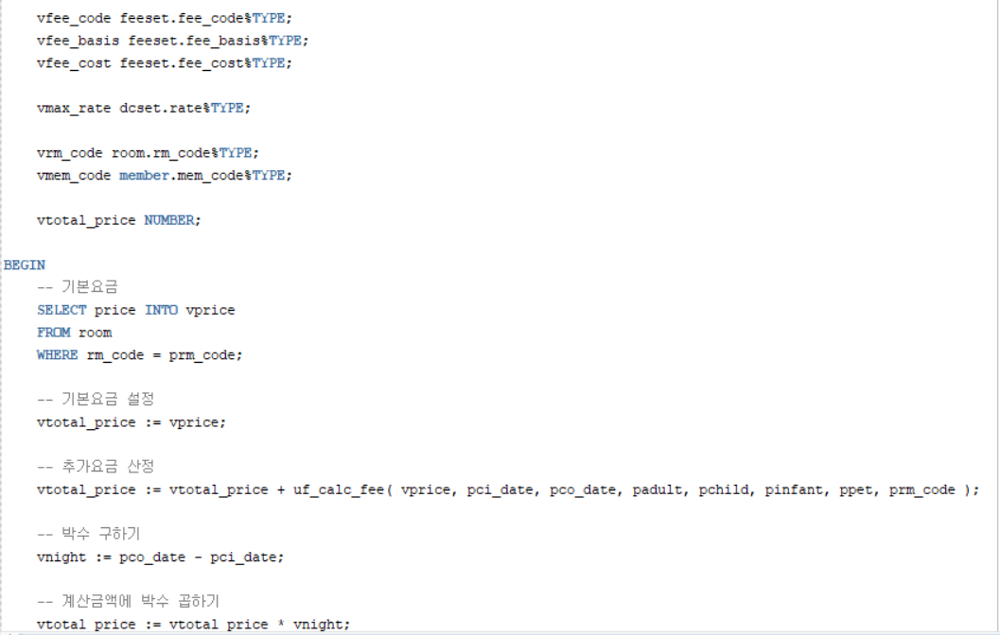 vfee_code feeset.fee_code%TYPE;
vfee_basis feeset.fee_basis%TYPE;
vfee_cost feeset.fee_cost%TYPE;
vmax_rate dcset.rate%TYPE;
vrm_code room.rm_code%TYPE;
vmem_code member.mem_code%TYPE;
vtotal_price NUMBER;
BEGIN
-- 기본요금
SELECT price INTO vprice
FROM room
WHERE rm_code = prm_code;
-- 기본요금 설정
vtotal_price := vprice;
-- 추가요금 산정
vtotal_price := vtotal_price + uf_calc_fee( vprice, pci_date, pco_date, padult, pchild, pinfant, ppet, prm_code );
-- 박수 구하기
vnight := pco_date - pci_date;
-- 계산금액에 박수 곱하기
vtotal_price := vtotal_price * vnight;